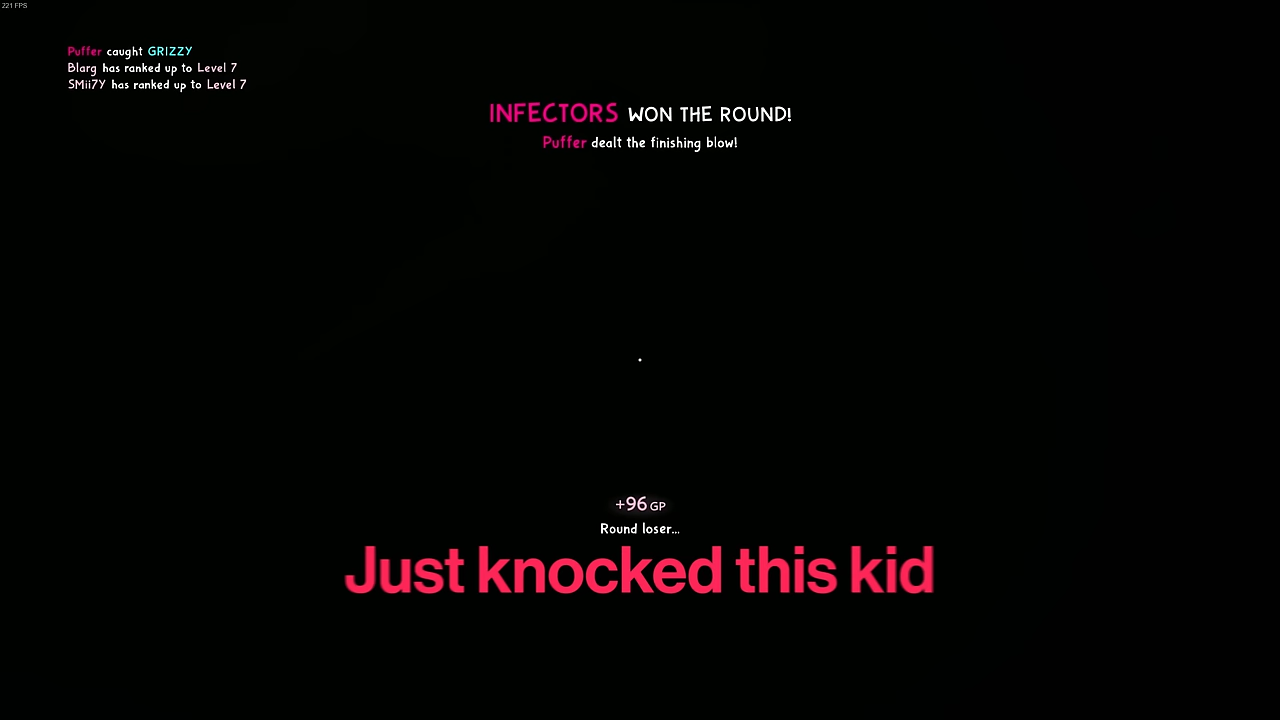 221 FPS
Puffer caught GRIZZY
Blarg has ranked up to Level 7
SMii7Y has ranked up to Level 7
INFECTORS WON THE ROUND!
Puffer dealt the finishing blow!
+96 GP
Round loser...
Just knocked this kid